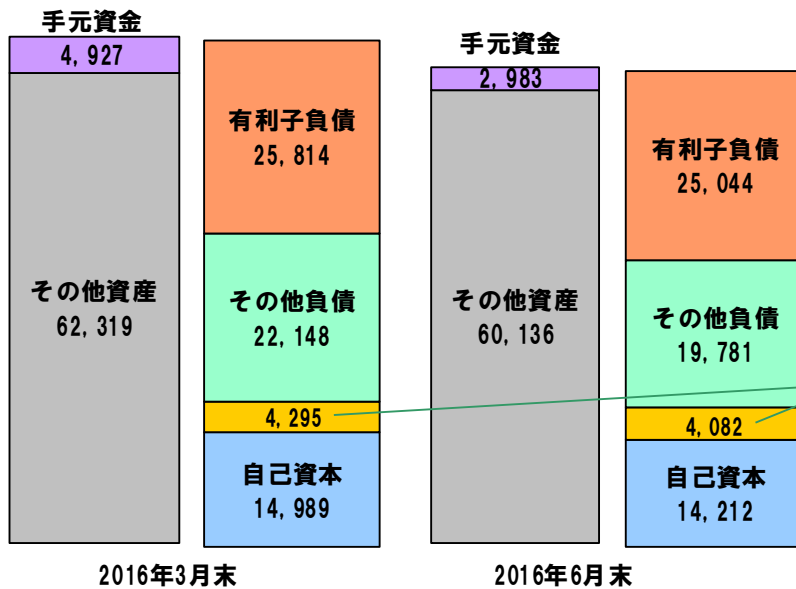 手元資金
4,927
その他資産
62,319
有利子負債
25,814
その他負債
22,148
4,295
自己資本
14,989
2016年3月末
手元資金
2,983
その他資産
60,136
有利子負債
25,044
その他負債
19,781
4,082
自己資本
14,212
2016年6月末